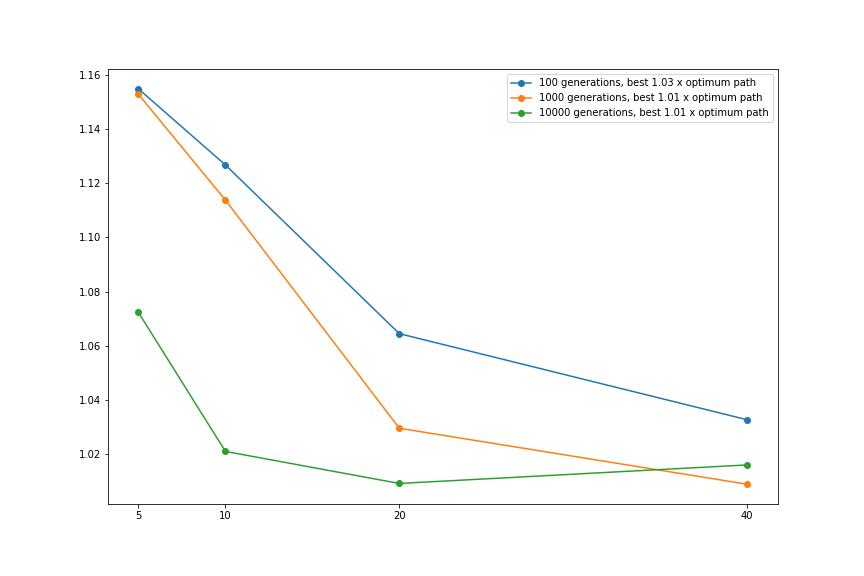 1.16
1.14
1.12
1.10
1.08
1.06
1.04
1.02
5 10 20 40
100 generations, best 1.03 x optimum path
1000 generations, best 1.01 x optimum path
10000 generations, best 1.01 x optimum path